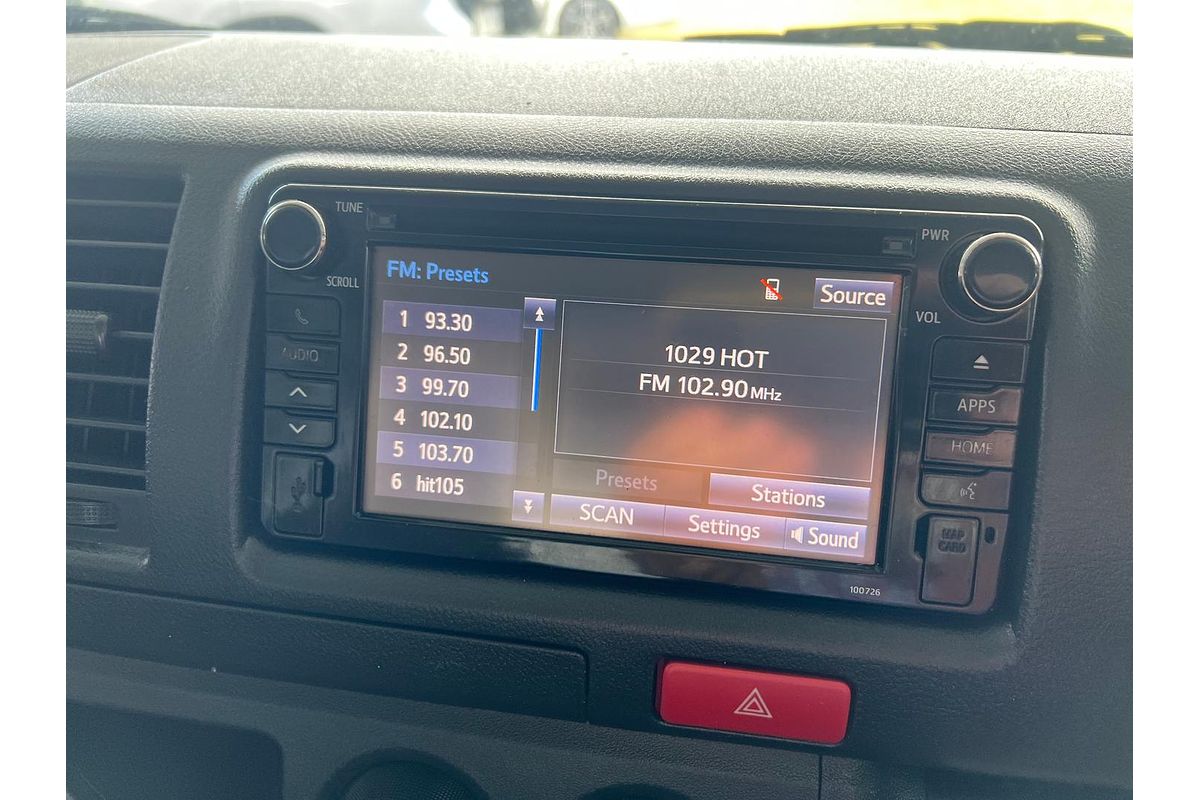 TUNE
SCROLL
AUDIO
FM: Presets
Source
1 93.30
2 96.50
3 99.70
4 102.10
5 103.70
6 hit105
1029 HOT
FM 102.90 MHz
Presets
Stations
SCAN
Settings
Sound
PWR
VOL
APPS
HOME
MAP
CARD
100726